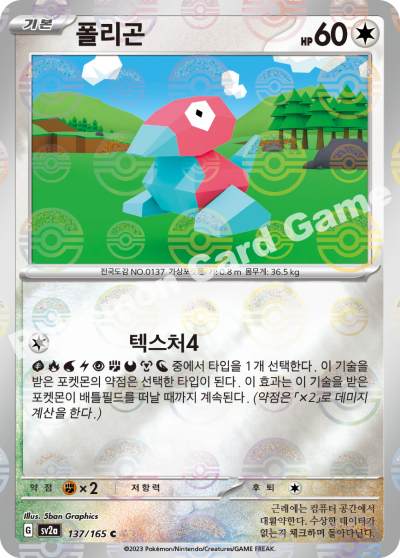 기본 폴리곤 HP 60
전국도감 NO.0137 가상포켓몬 키: 0.8 m 몸무게: 36.5 kg
Pokémon Card Game
텍스처4
중에서 타입을 1개 선택한다. 이 기술을
받은 포켓몬의 약점은 선택한 타입이 된다. 이 효과는 이 기술을 받은
포켓몬이 배틀필드를 떠날 때까지 계속된다. (약점은 「×2」로 데미지
계산을 한다.)
약점 ×2 저항력 후퇴
Illus. 5ban Graphics
G sv2a 137/165 C
근래에는 컴퓨터 공간에서
대활약한다. 수상한 데이터가
없는지 체크하며 돌아다닌다.
©2023 Pokémon/Nintendo/Creatures/GAME FREAK.